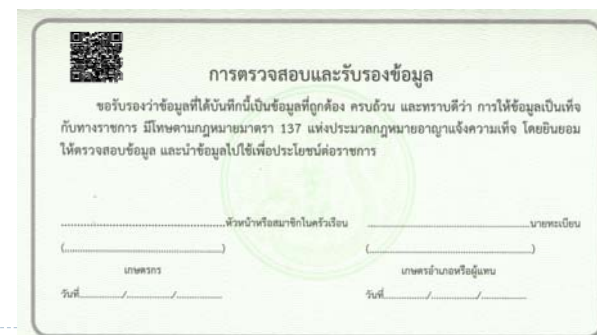 การตรวจสอบและรับรองข้อมูล
ขอรับรองว่าข้อมูลที่ได้บันทึกนี้เป็นข้อมูลที่ถูกต้อง ครบถ้วน และทราบดีว่า การให้ข้อมูลเป็นเท็จ
กับทางราชการ มีโทษตามกฎหมายมาตรา 137 แห่งประมวลกฎหมายอาญาแจ้งความเท็จ โดยยินยอม
ให้ตรวจสอบข้อมูล และนำข้อมูลไปใช้เพื่อประโยชน์ต่อราชการ
............................................หัวหน้าหรือสมาชิกในครัวเรือน ............................................นายทะเบียน
(............................................) (............................................)
เกษตรกร เกษตรอำเภอหรือผู้แทน
วันที่............/............/............ วันที่............/............/............